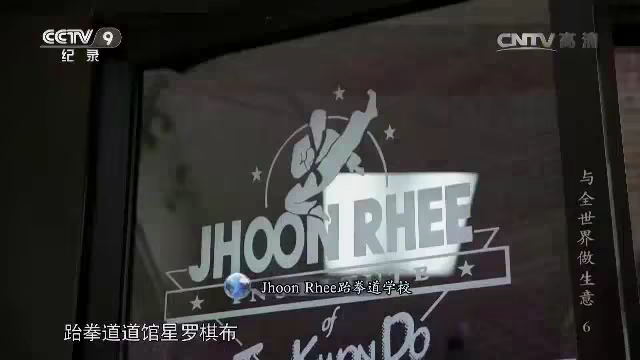 CCTV 9
纪录
CNTV高清
与全世界做生意 6
JHOON RHEE
Jhoon Rhee跆拳道学校
of
跆拳道道馆星罗棋布